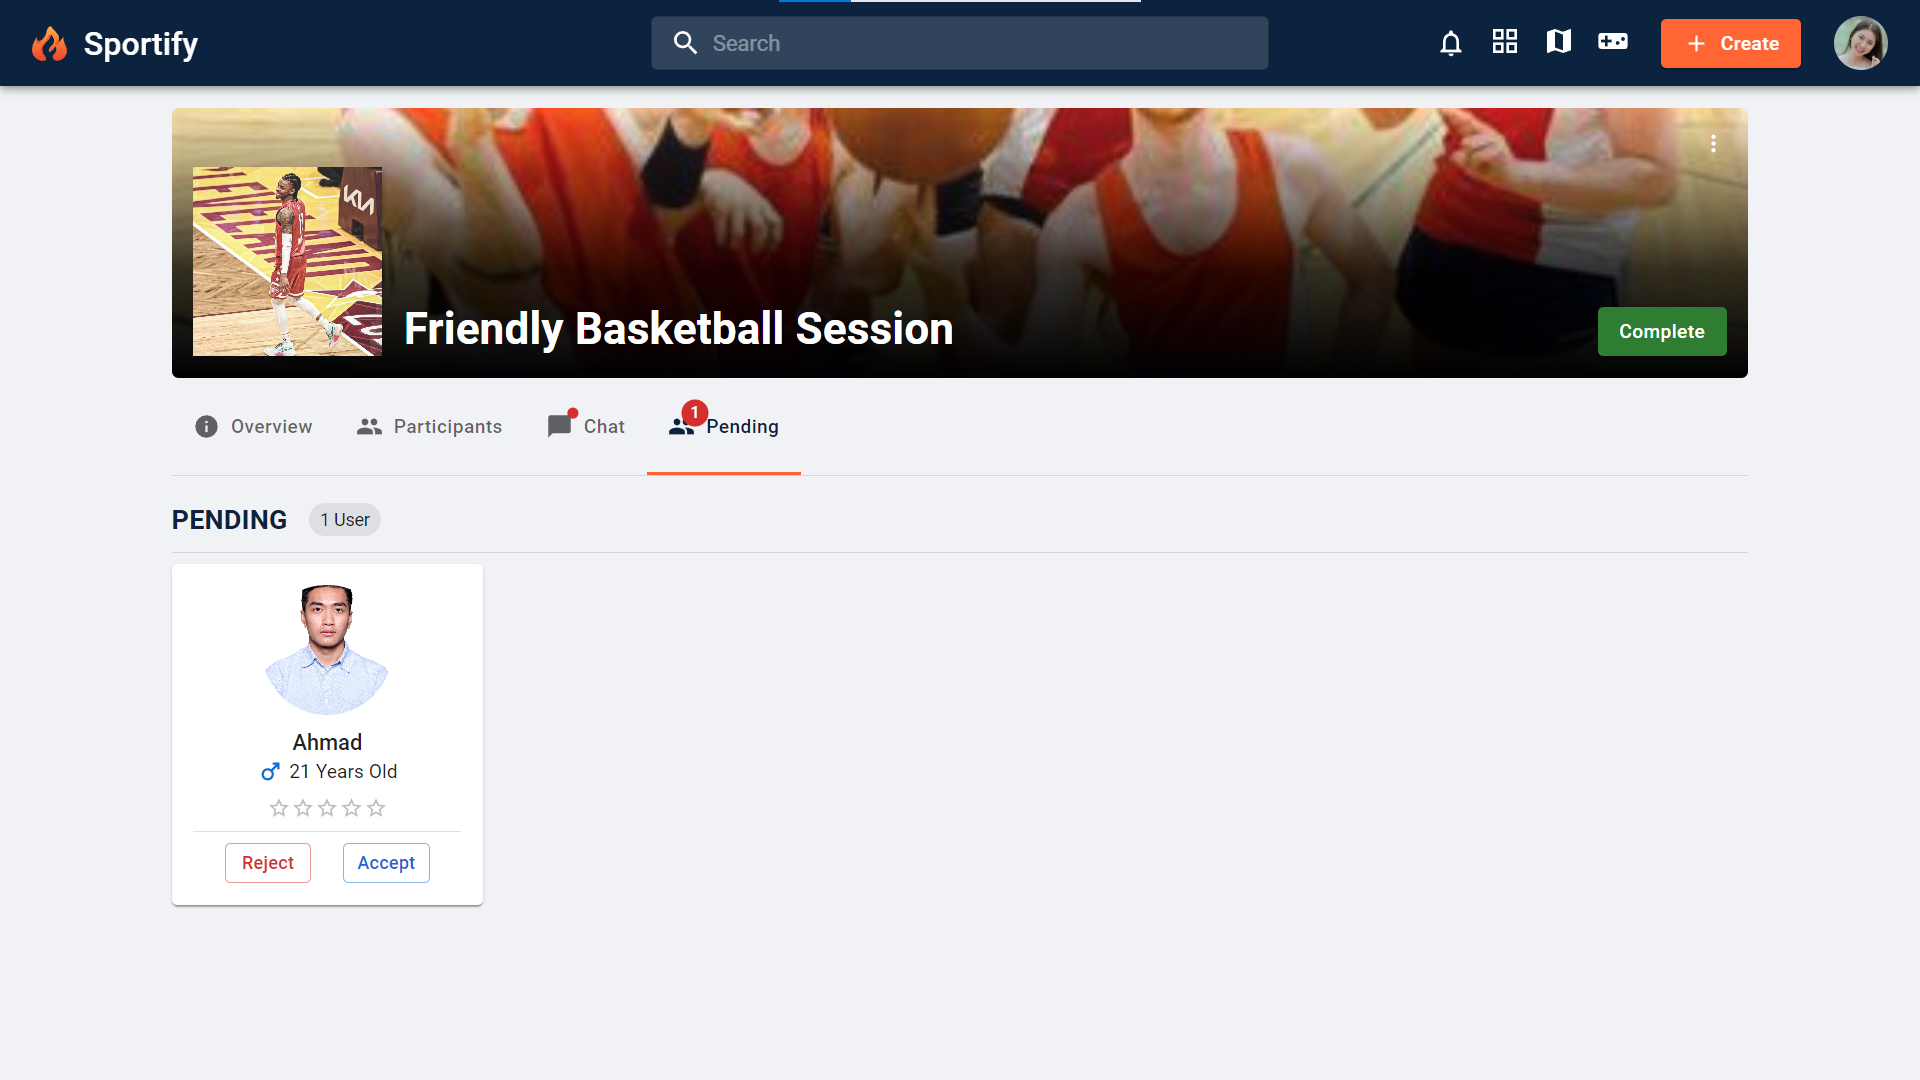 Sportify
Search
Create
KIA
Friendly Basketball Session
Complete
Overview
Participants
Chat
1
Pending
PENDING
1 User
Ahmad
21 Years Old
Reject
Accept